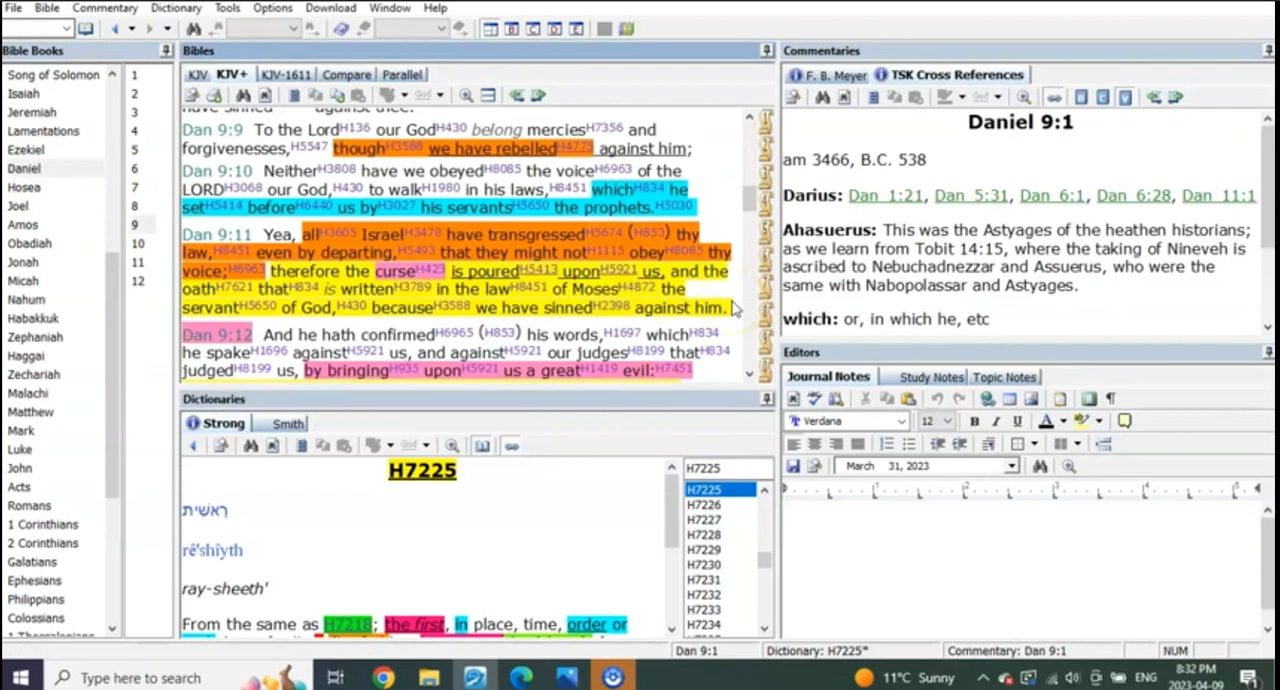 File Bible Commentary Dictionary Tools Options Download Window Help
Bible Books
Song of Solomon
Isaiah
Jeremiah
Lamentations
Ezekiel
Daniel
Hosea
Joel
Amos
Obadiah
Jonah
Micah
Nahum
Habakkuk
Zephaniah
Haggai
Zechariah
Malachi
Matthew
Mark
Luke
John
Acts
Romans
1 Corinthians
2 Corinthians
Galatians
Ephesians
Philippians
Colossians
1
2
3
4
5
6
7
8
9
10
11
12
Bibles
KJV KJV+ KJV-1611 Compare Parallel
have sinned against thee.
Dan 9:9 To the LordH136 our GodH430 belong merciesH7356 and
forgivenesses,H5547 thoughH3588 we have rebelledH4775 against him;
Dan 9:10 NeitherH3808 have we obeyedH8085 the voiceH6963 of the
LORDH3068 our God,H430 to walkH1980 in his laws,H8451 whichH834 he
setH5414 beforeH6440 us byH3027 his servantsH5650 the prophets.H5030
Dan 9:11 Yea, allH3605 IsraelH3478 have transgressedH5674 (H853) thy
law,H8451 even by departing,H5493 that they might notH1115 obeyH8085 thy
voice;H6963 therefore the curseH423 is pouredH5413 uponH5921 us, and the
oathH7621 thatH834 is writtenH3789 in the lawH8451 of MosesH4872 the
servantH5650 of God,H430 becauseH3588 we have sinnedH2398 against him.
Dan 9:12 And he hath confirmedH6965 (H853) his words,H1697 whichH834
he spakeH1696 againstH5921 us, and againstH5921 our judgesH8199 thatH834
judgedH8199 us, by bringingH935 uponH5921 us a greatH1419 evil:H7451
Dictionaries
Strong Smith
H7225
רֵאשִׁית
rê'shîyth
ray-sheeth'
From the same as H7218; the first, in place, time, order or
H7225
H7225
H7226
H7227
H7228
H7229
H7230
H7231
H7232
H7233
H7234
Commentaries
F. B. Meyer TSK Cross References
Daniel 9:1
am 3466, B.C. 538
Darius: Dan 1:21, Dan 5:31, Dan 6:1, Dan 6:28, Dan 11:1
Ahasuerus: This was the Astyages of the heathen historians;
as we learn from Tobit 14:15, where the taking of Nineveh is
ascribed to Nebuchadnezzar and Assuerus, who were the
same with Nabopolassar and Astyages.
which: or, in which he, etc
Editors
Journal Notes Study Notes Topic Notes
Verdana 12 B I U A
March 31, 2023
1 2 3 4 5
Dan 9:1 Dictionary: H7225* Commentary: Dan 9:1 NUM
Type here to search
11°C Sunny ENG 8:32 PM
2023-04-09